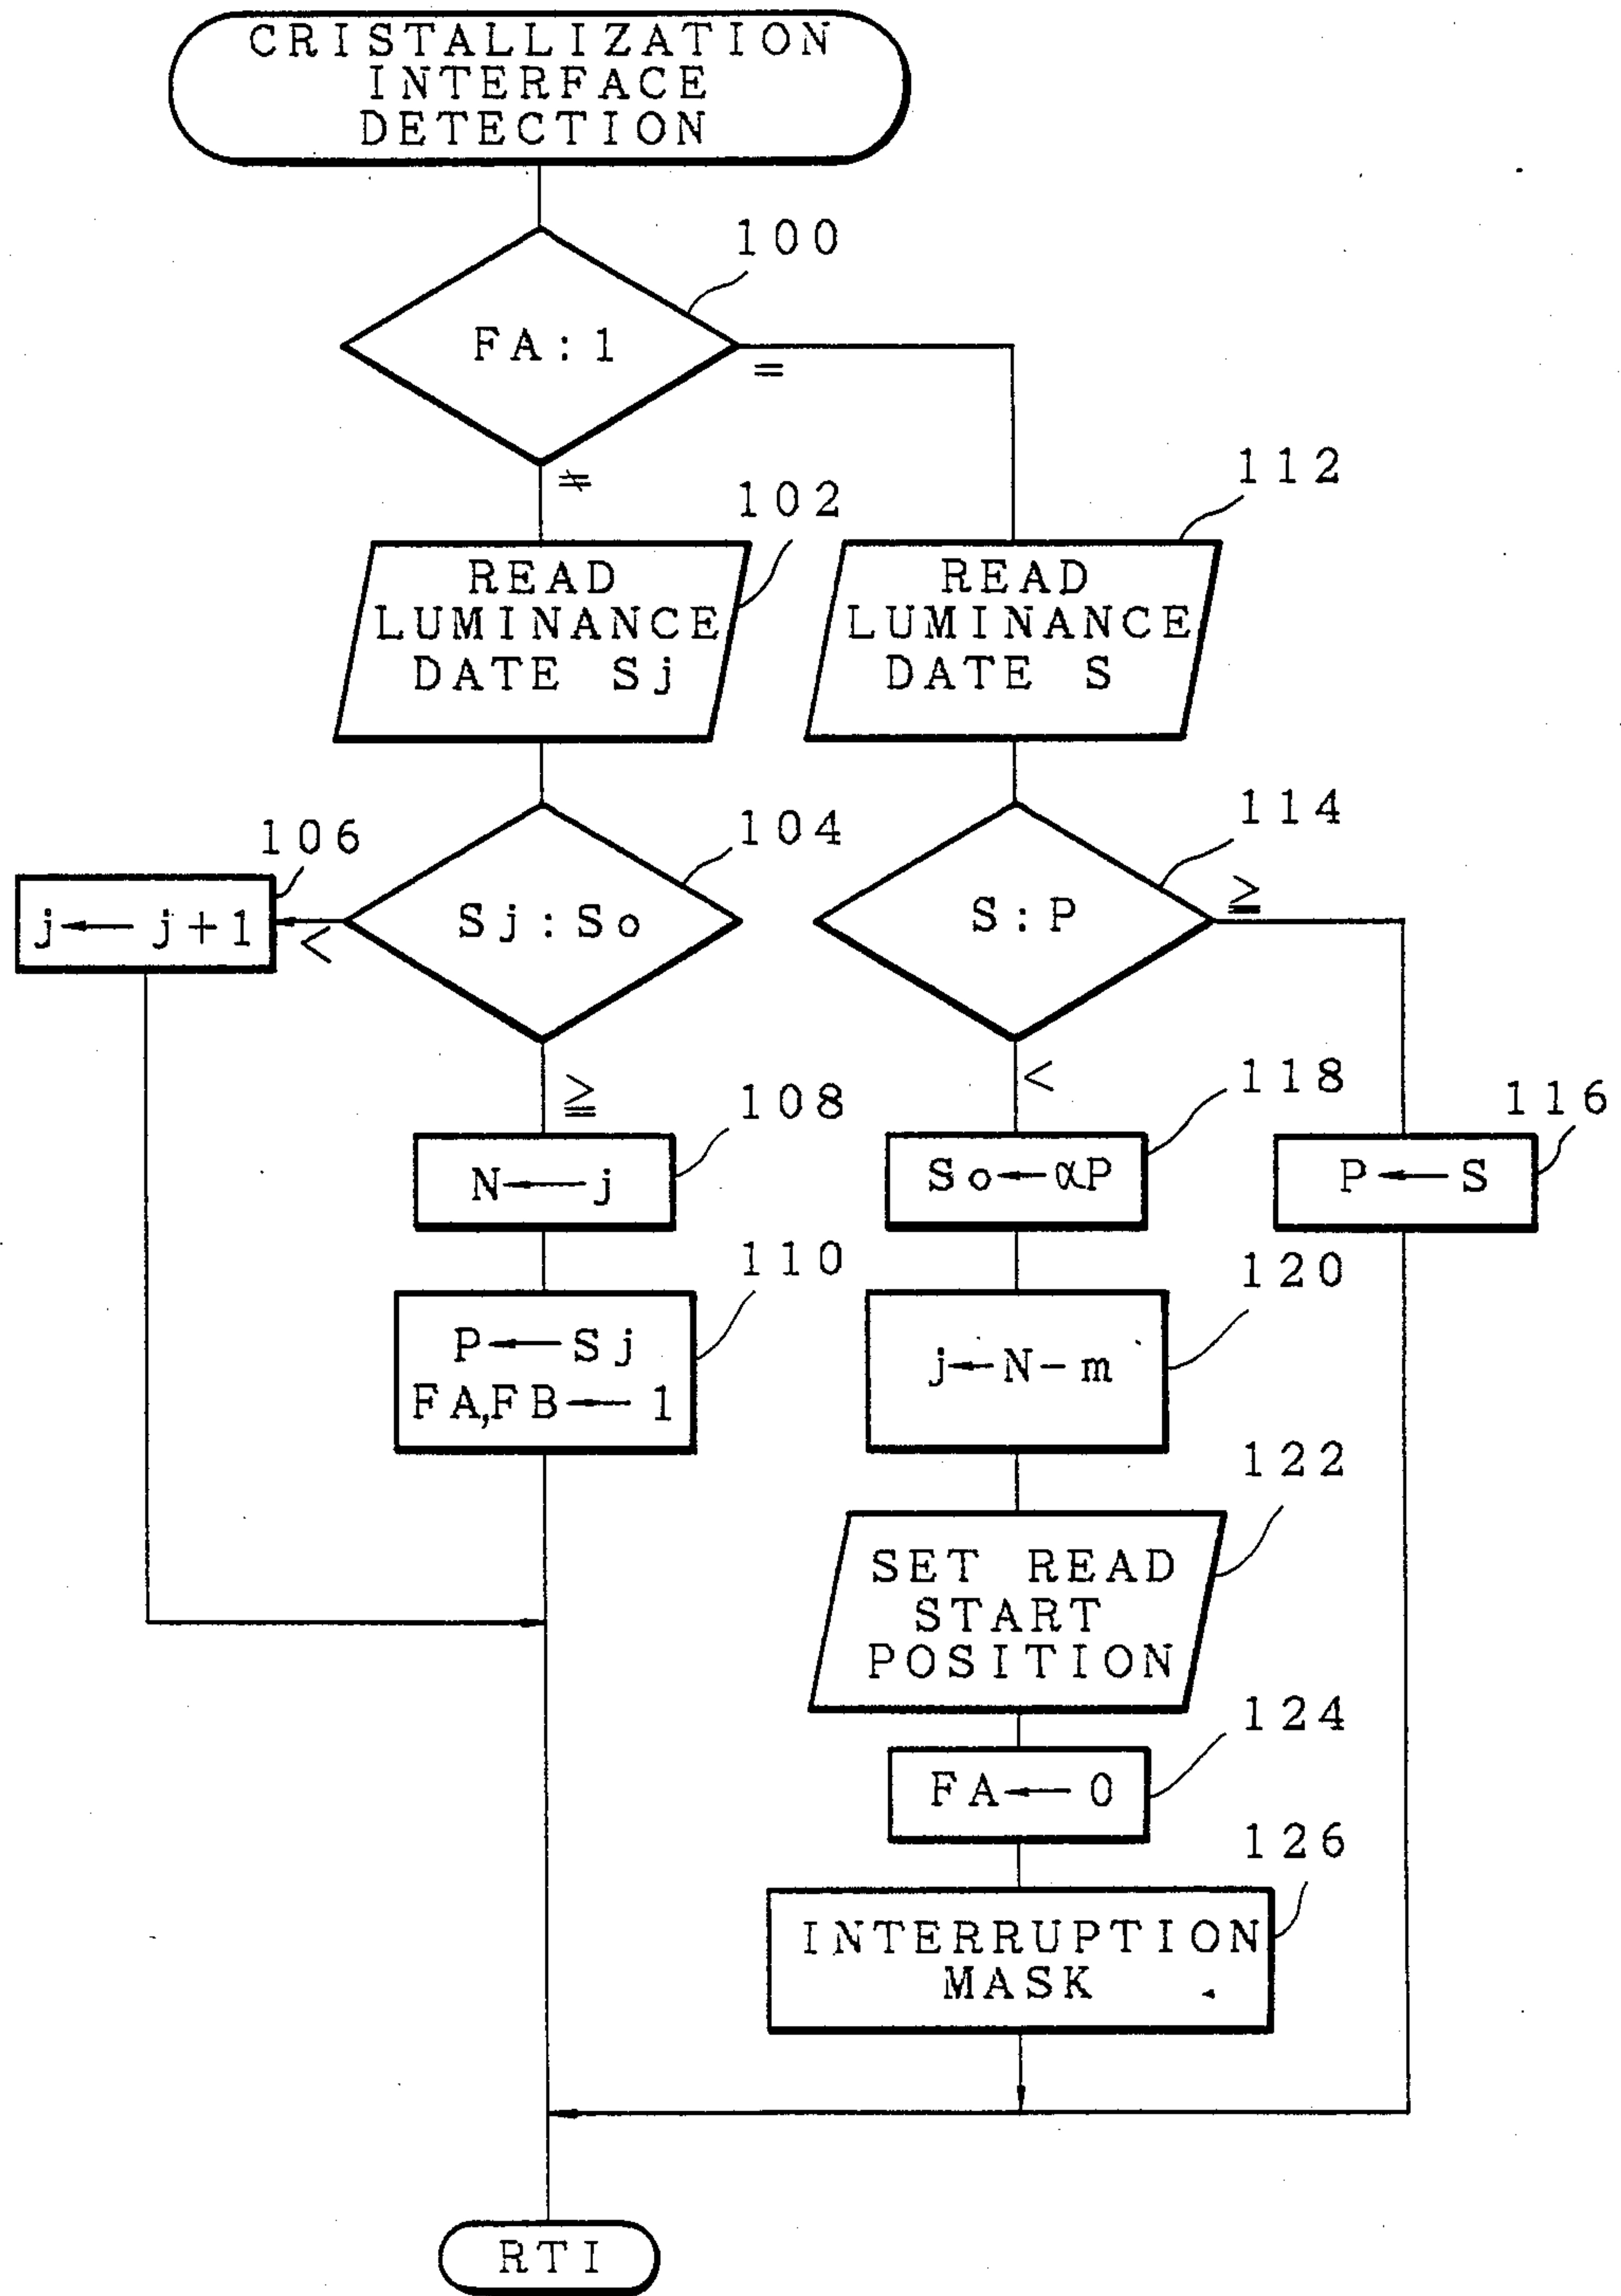 CRISTALLIZATION
INTERFACE
DETECTION
100
FA:1
=
≠
102
READ
LUMINANCE
DATE Sj
112
READ
LUMINANCE
DATE S
106
j←j+1
104
Sj:So
<
≧
114
S:P
≧
<
108
N←j
118
So←αP
116
P←S
110
P←Sj
FA,FB←1
120
j←N-m
122
SET READ
START
POSITION
124
FA←0
126
INTERRUPTION
MASK
RTI